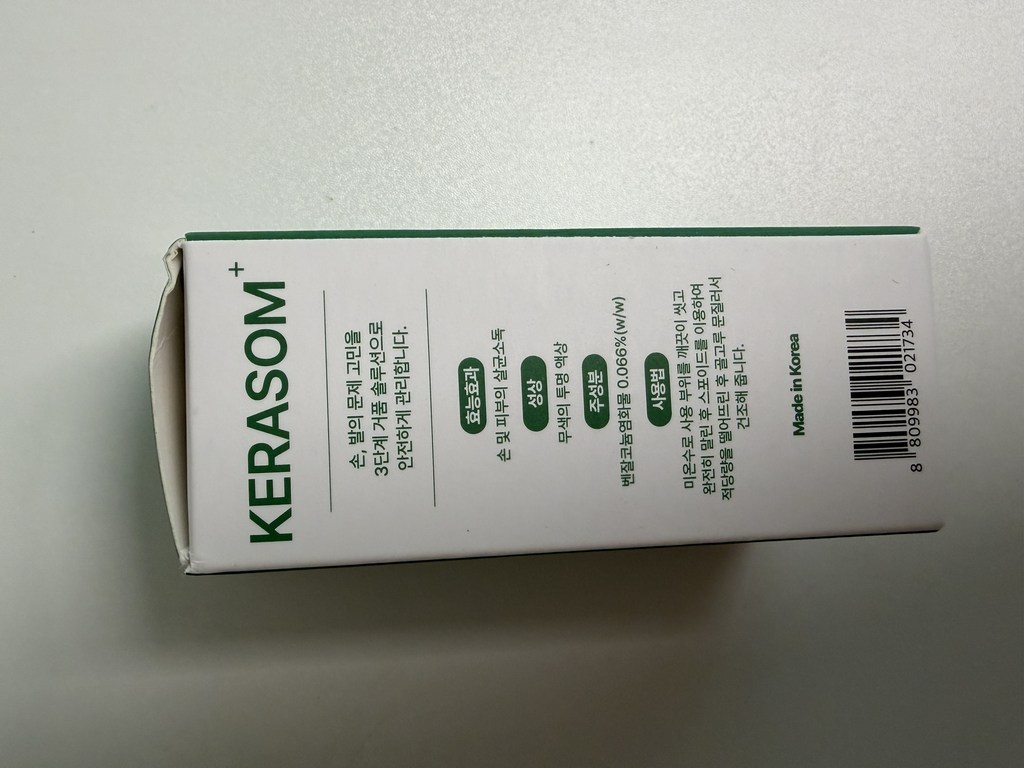 KERASOM+
손, 발의 문제 고민을
3단계 거품 솔루션으로
안전하게 관리합니다.
효능효과
손 및 피부의 살균소독
성상
무색의 투명 액상
주성분
벤잘코늄염화물 0.066%(w/w)
사용법
미온수로 사용 부위를 깨끗이 씻고
완전히 말린 후 스포이드를 이용하여
적당량을 떨어뜨린 후 골고루 문질러서
건조해 줍니다.
Made in Korea
8 809983 021734